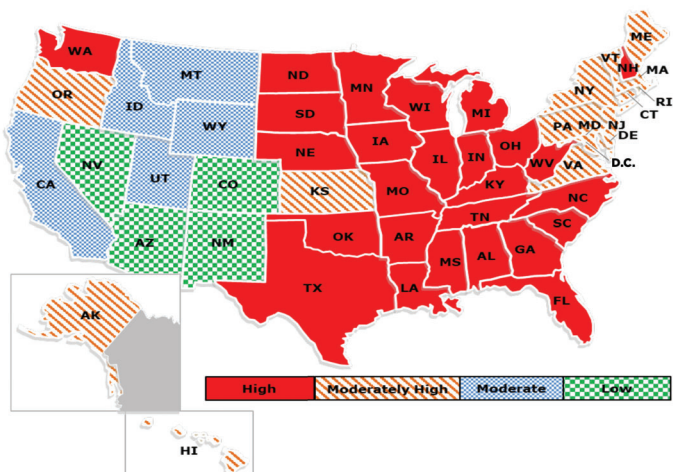 WA
MT
ND
MN
ME
VT
NH
MA
OR
ID
WY
SD
WI
MI
NY
RI
CT
NE
IA
PA
MD
NJ
DE
NV
UT
CO
IL
IN
OH
WV
VA
D.C.
CA
KS
MO
KY
NC
AZ
NM
OK
AR
TN
SC
TX
LA
MS
AL
GA
FL
AK
High
Moderately High
Moderate
Low
HI